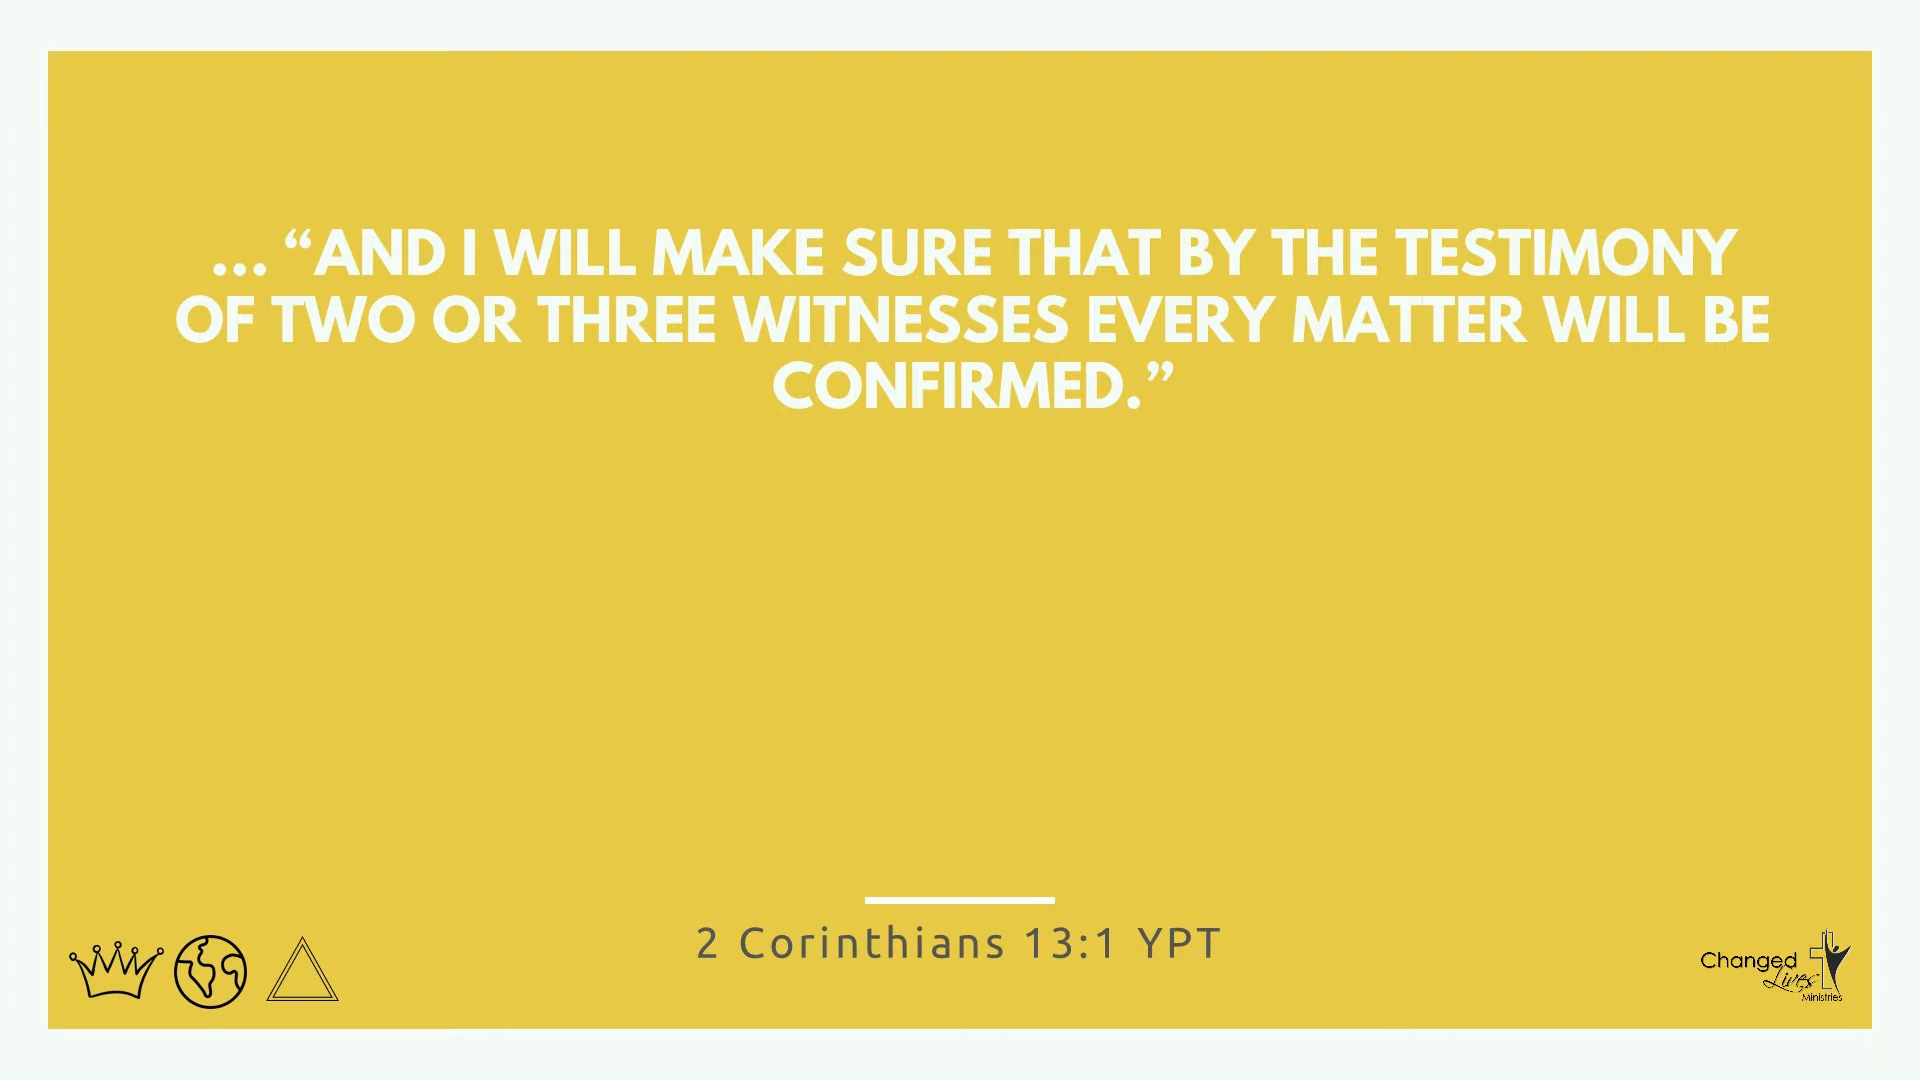 ... “AND I WILL MAKE SURE THAT BY THE TESTIMONY
OF TWO OR THREE WITNESSES EVERY MATTER WILL BE
CONFIRMED.”
2 Corinthians 13:1 YPT
Changed
Lives
Ministries